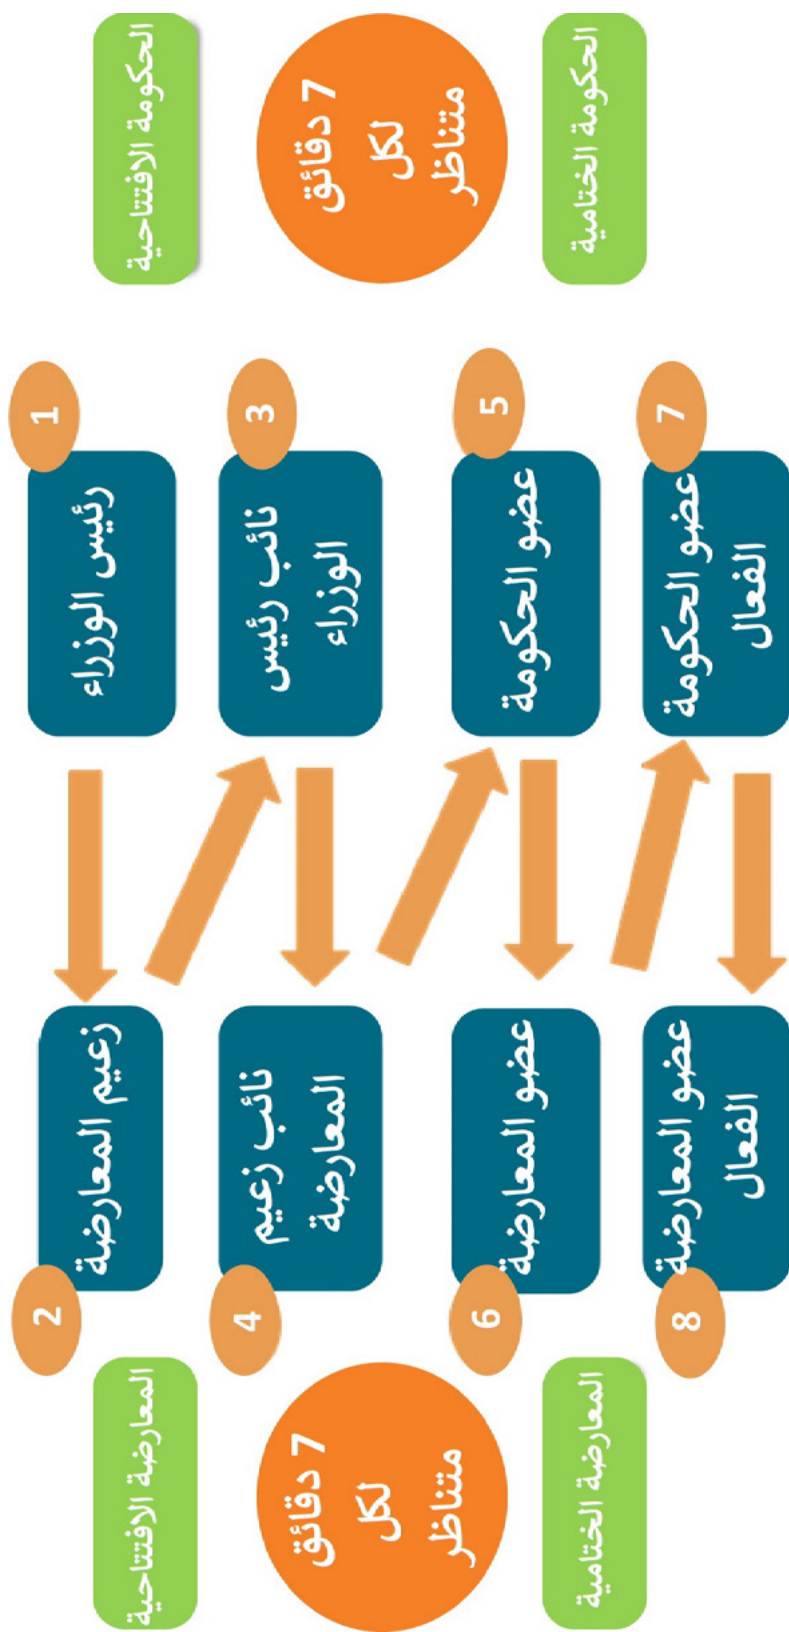 الحكومة الافتتاحية
7 دقائق
لكل
متناظر
الحكومة الختامية
1
رئيس الوزراء
3
نائب رئيس
الوزراء
5
عضو الحكومة
7
عضو الحكومة
الفعال
2
زعيم المعارضة
4
نائب زعيم
المعارضة
6
عضو المعارضة
8
عضو المعارضة
الفعال
المعارضة الافتتاحية
7 دقائق
لكل
متناظر
المعارضة الختامية